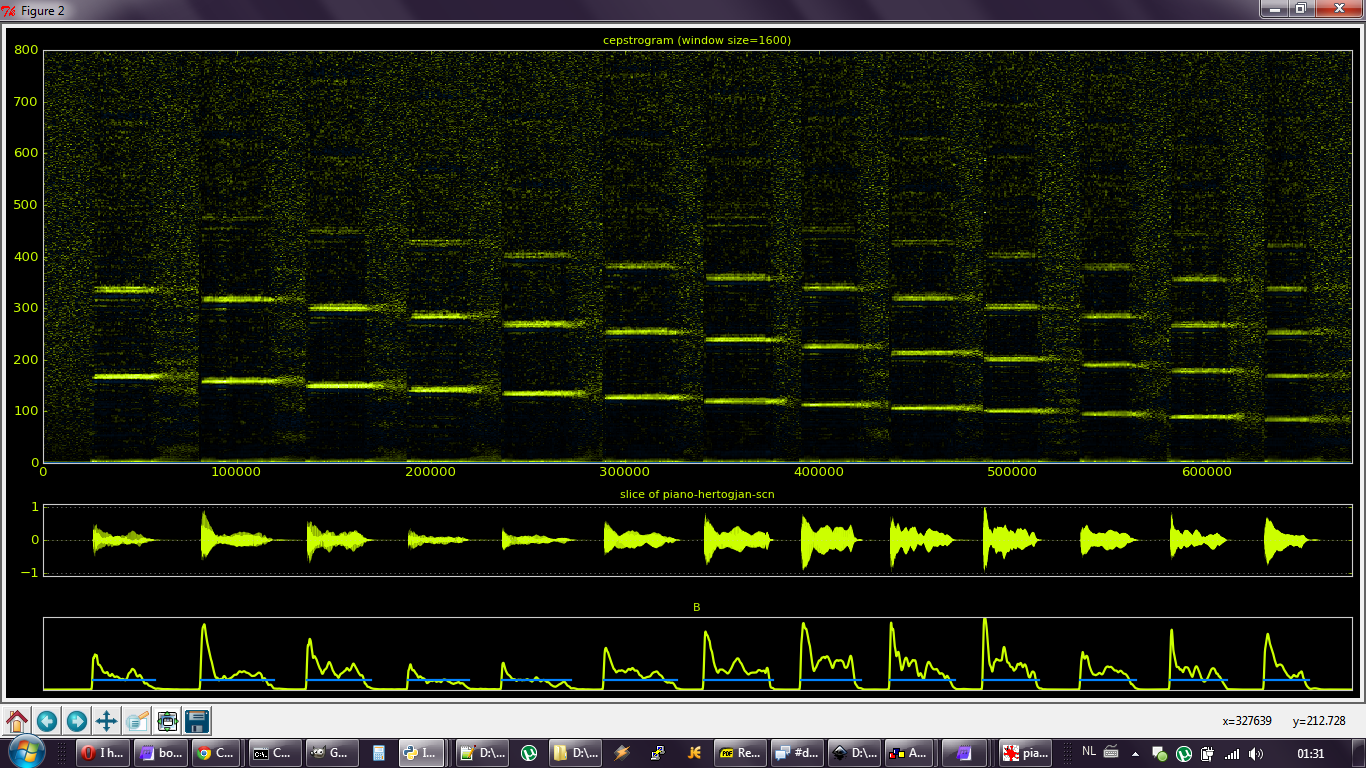 Figure 2
cepstrogram (window size=1600)
800
700
600
500
400
300
200
100
0
0 100000 200000 300000 400000 500000 600000
slice of piano-hertogjan-scn
1
0
−1
B
x=327639 y=212.728
I h... bo... C... C... G... I... D:\... D:\... Re... #d... D:\... A... pia... NL 01:31